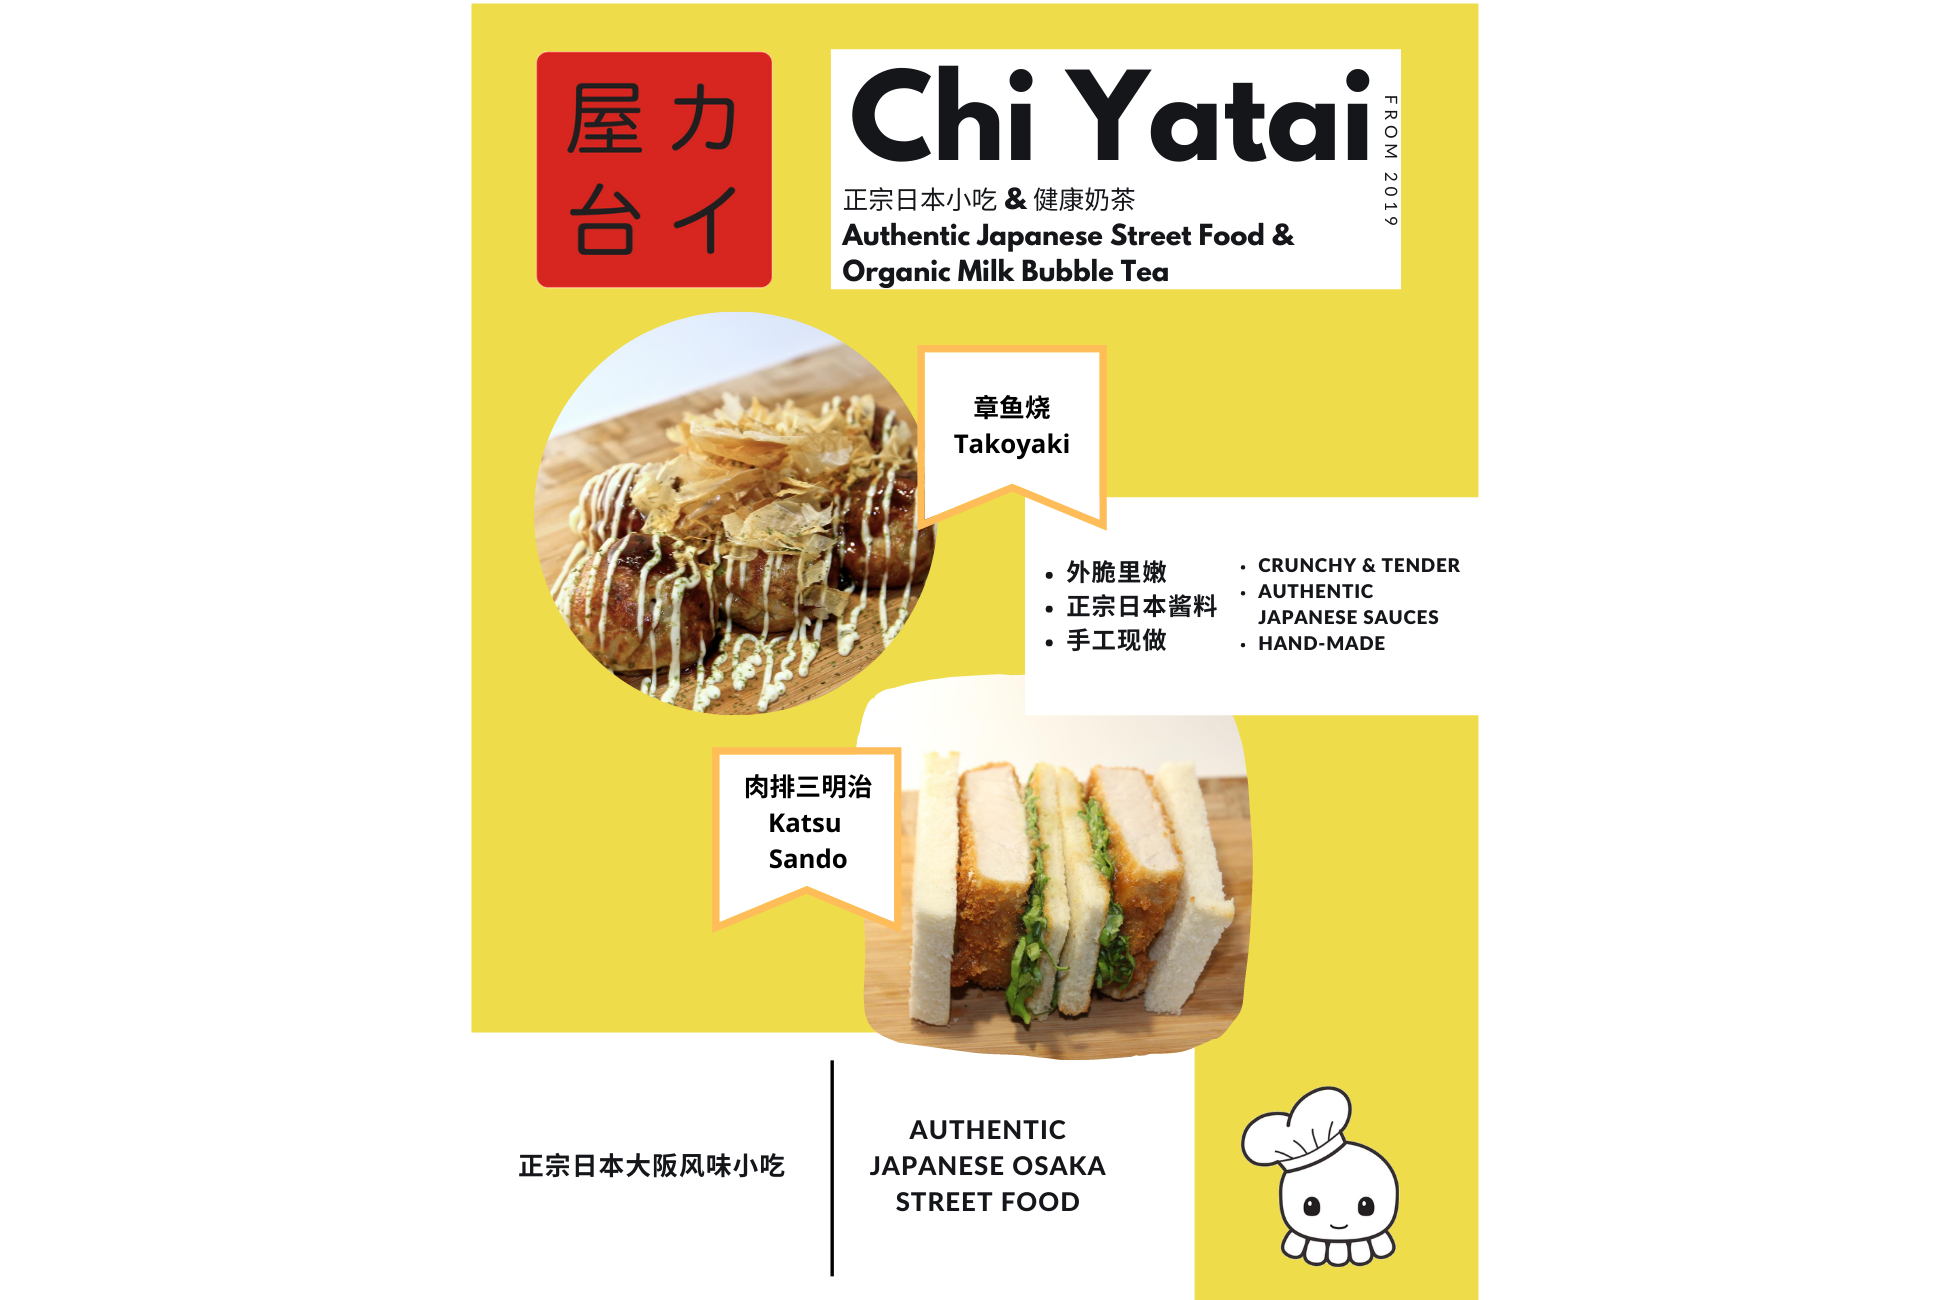 屋カ
台イ
Chi Yatai
FROM 2019
正宗日本小吃 & 健康奶茶
Authentic Japanese Street Food &
Organic Milk Bubble Tea
章鱼烧
Takoyaki
• 外脆里嫩
• 正宗日本酱料
• 手工现做
• CRUNCHY & TENDER
• AUTHENTIC
JAPANESE SAUCES
• HAND-MADE
肉排三明治
Katsu
Sando
正宗日本大阪风味小吃
AUTHENTIC
JAPANESE OSAKA
STREET FOOD